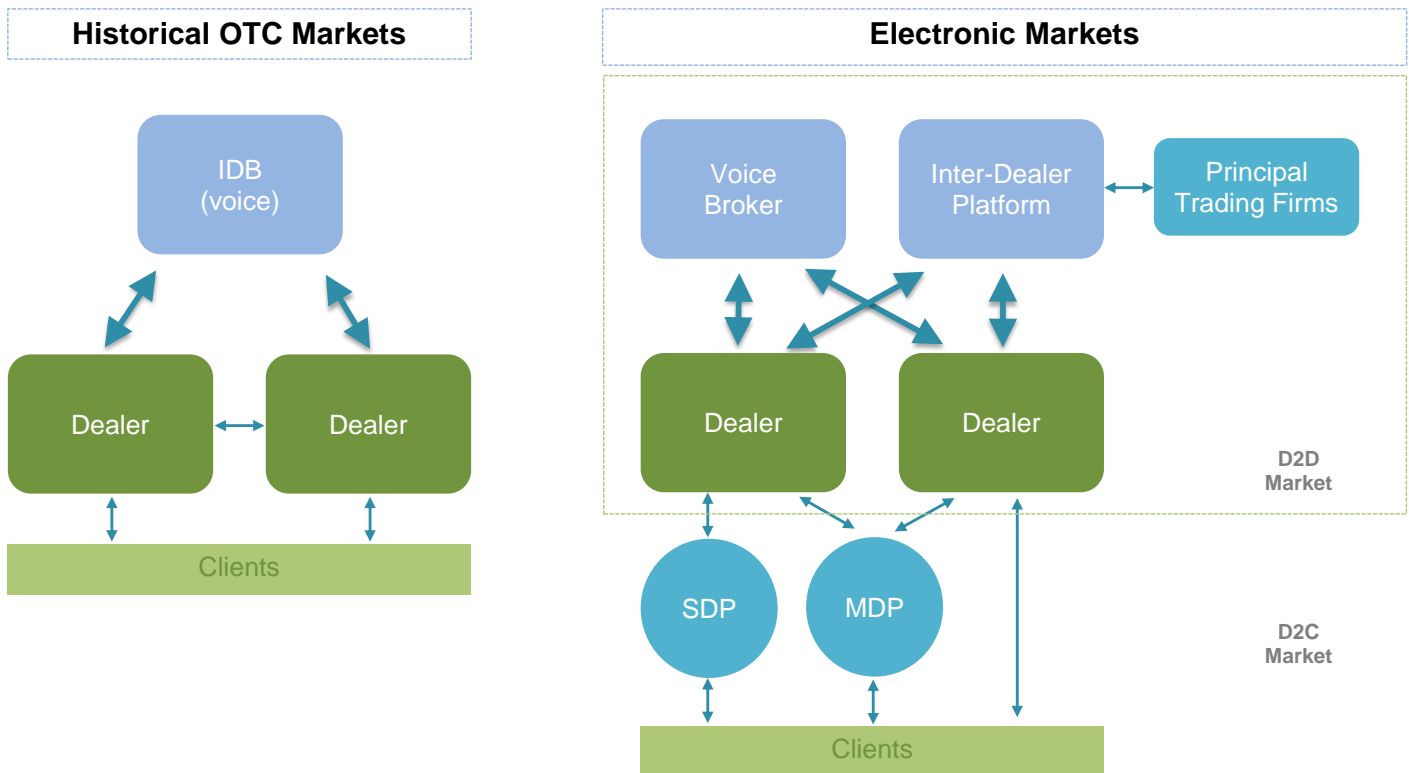 Historical OTC Markets
IDB
(voice)
Dealer
Dealer
Clients
Electronic Markets
Voice
Broker
Inter-Dealer
Platform
Principal
Trading Firms
Dealer
Dealer
D2D
Market
SDP
MDP
D2C
Market
Clients